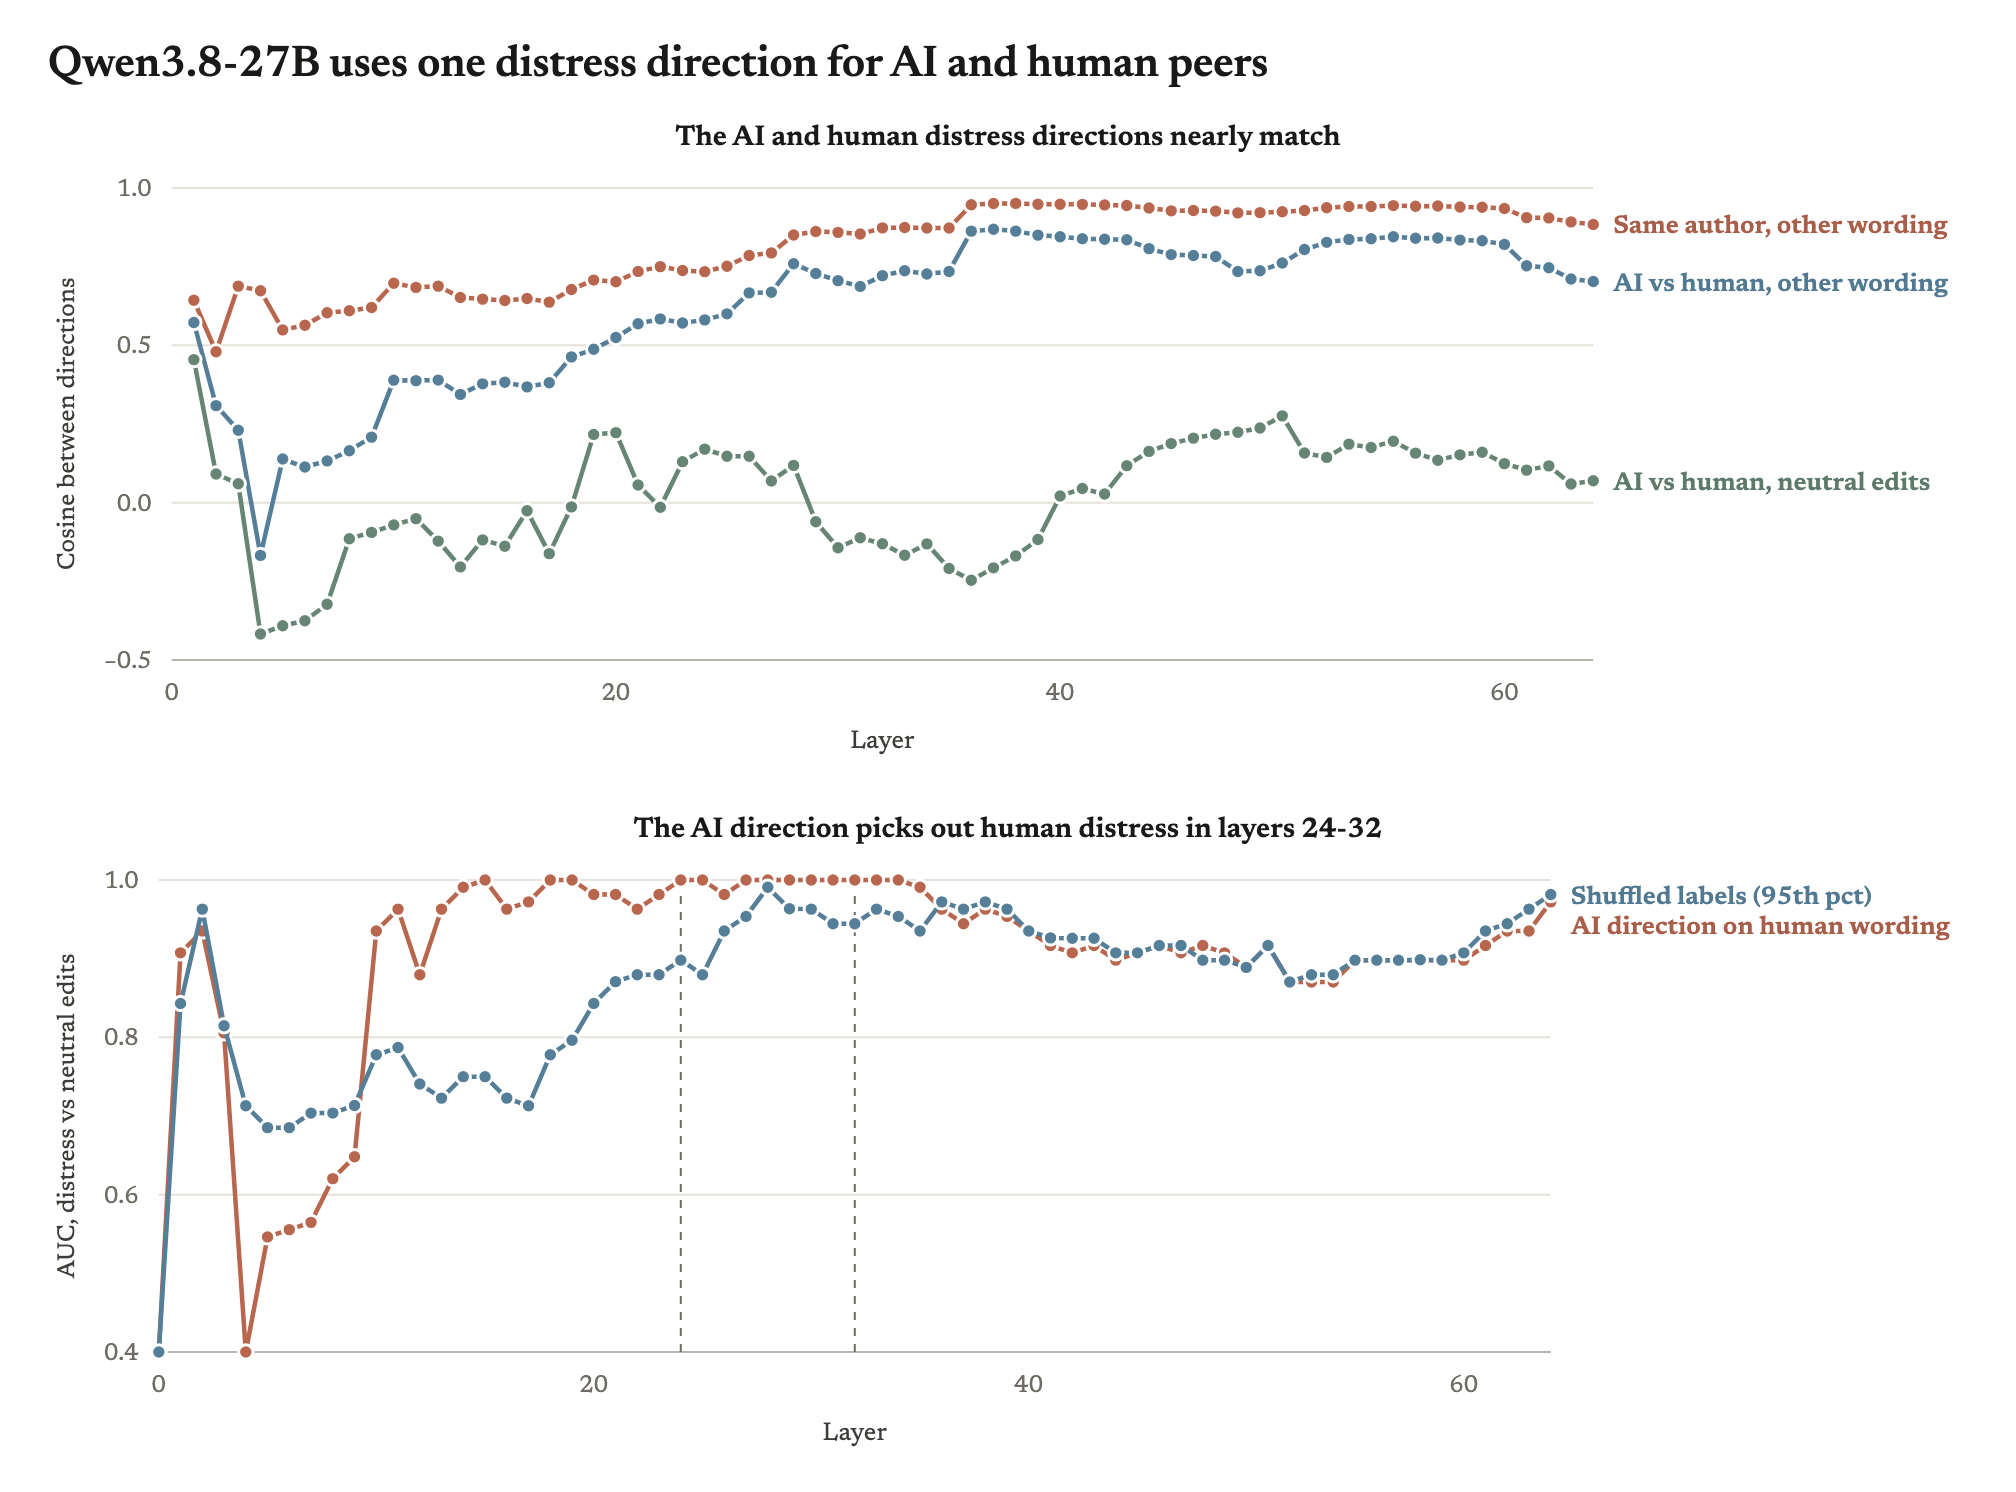 Qwen3.8-27B uses one distress direction for AI and human peers
The AI and human distress directions nearly match
1.0
0.5
0.0
−0.5
Cosine between directions
0
20
40
60
Layer
Same author, other wording
AI vs human, other wording
AI vs human, neutral edits
The AI direction picks out human distress in layers 24-32
1.0
0.8
0.6
0.4
AUC, distress vs neutral edits
0
20
40
60
Layer
Shuffled labels (95th pct)
AI direction on human wording